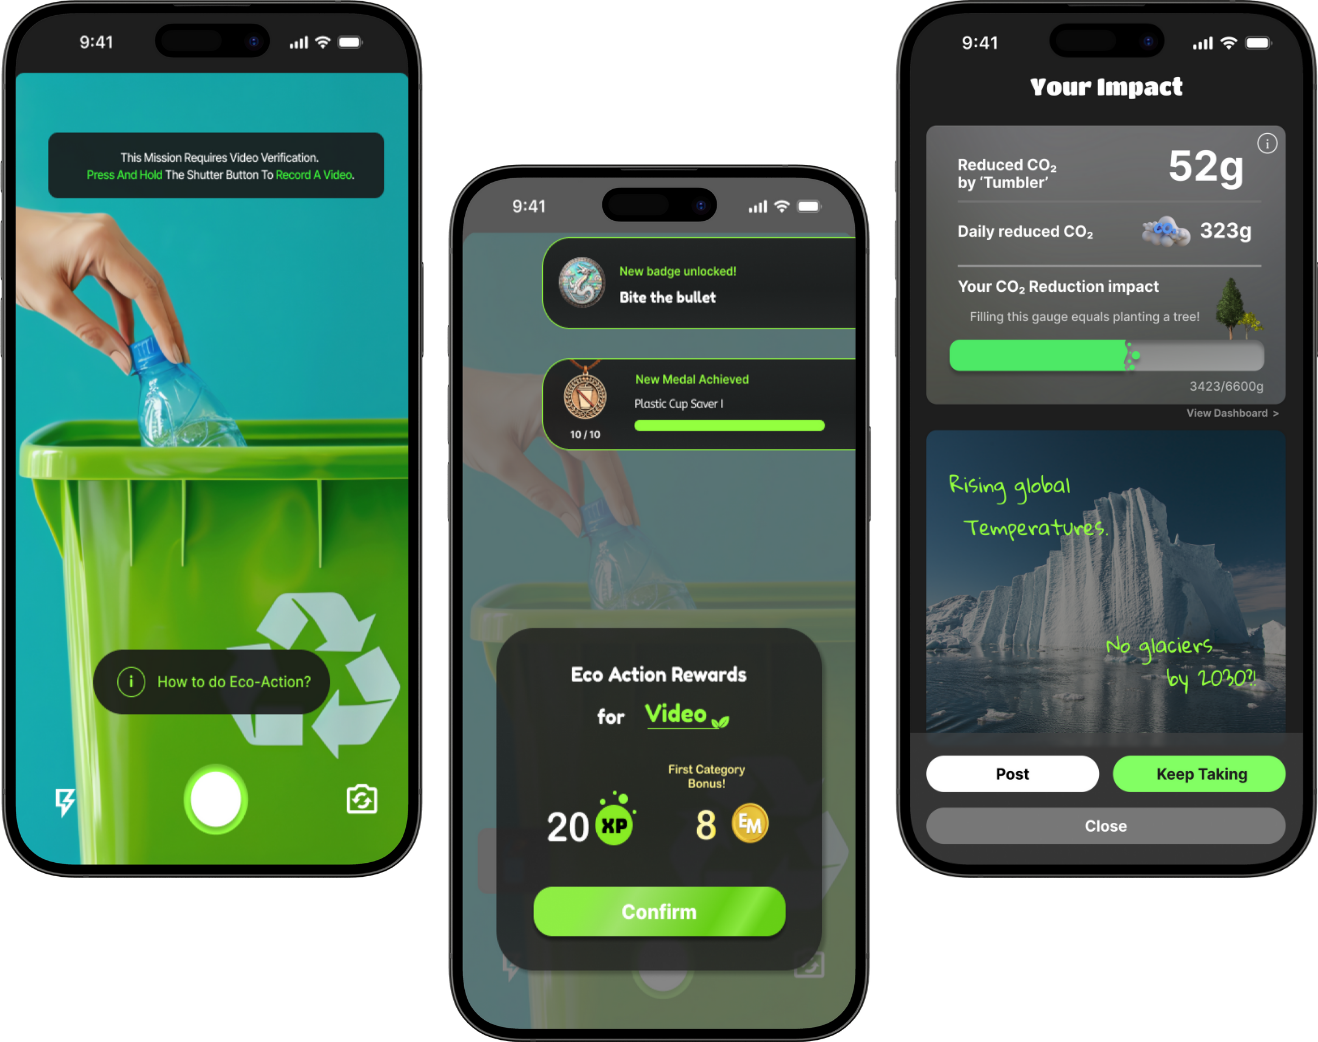 9:41
This Mission Requires Video Verification.
Press And Hold The Shutter Button To Record A Video.
i How to do Eco-Action?
9:41
New badge unlocked!
Bite the bullet
New Medal Achieved
Plastic Cup Saver I
10 / 10
Eco Action Rewards
for Video
First Category
Bonus!
20 XP 8 EM
Confirm
9:41
Your Impact
i
Reduced CO₂
by ‘Tumbler’
52g
Daily reduced CO₂ 323g
Your CO₂ Reduction impact
Filling this gauge equals planting a tree!
3423/6600g
View Dashboard >
Rising global
Temperatures.
No glaciers
by 2030?!
Post Keep Taking
Close